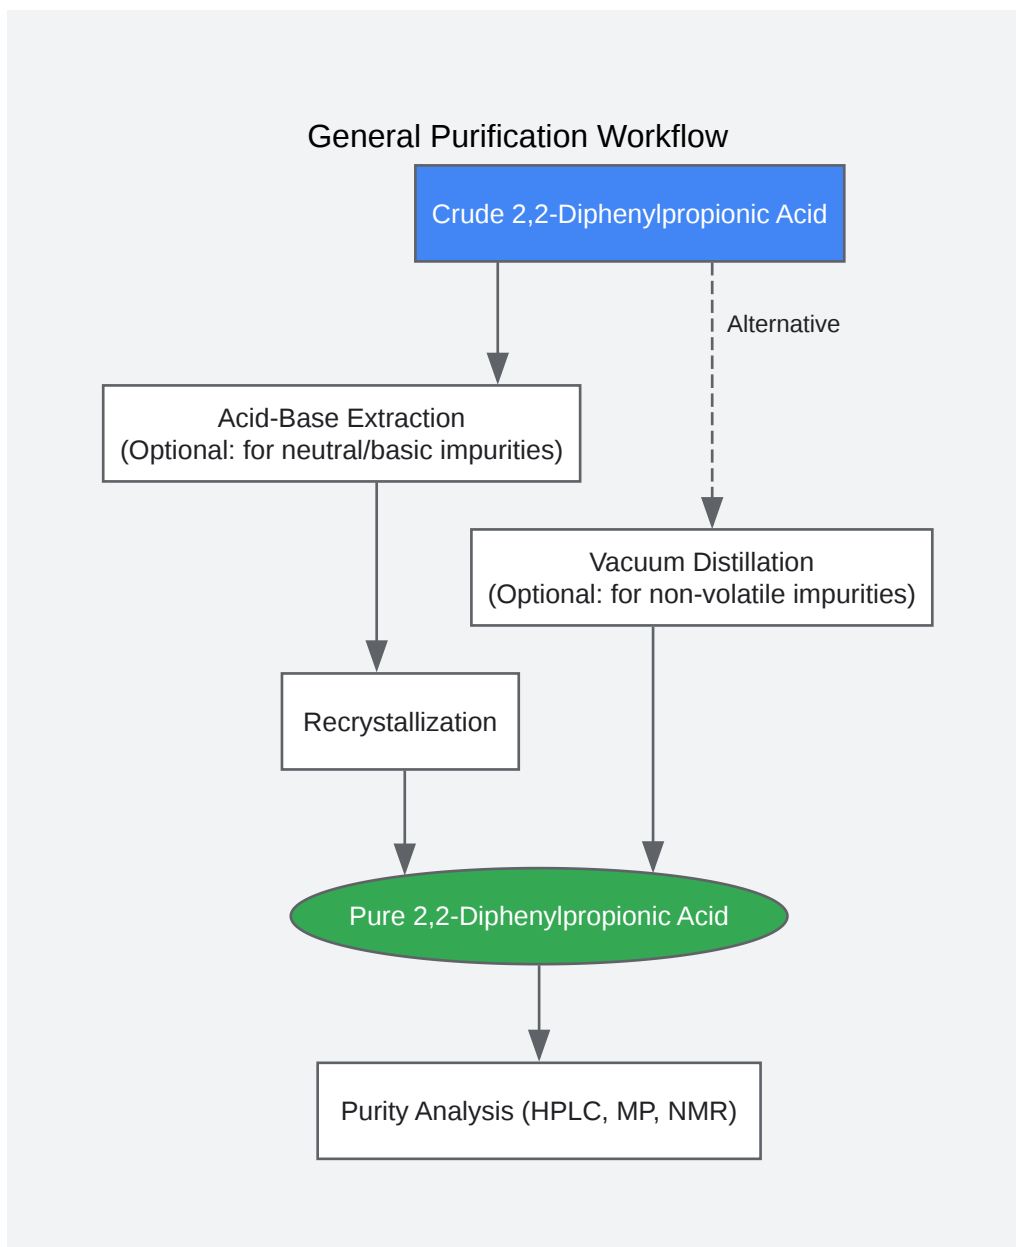 General Purification Workflow
Crude 2,2-Diphenylpropionic Acid
Alternative
Acid-Base Extraction
(Optional: for neutral/basic impurities)
Vacuum Distillation
(Optional: for non-volatile impurities)
Recrystallization
Pure 2,2-Diphenylpropionic Acid
Purity Analysis (HPLC, MP, NMR)